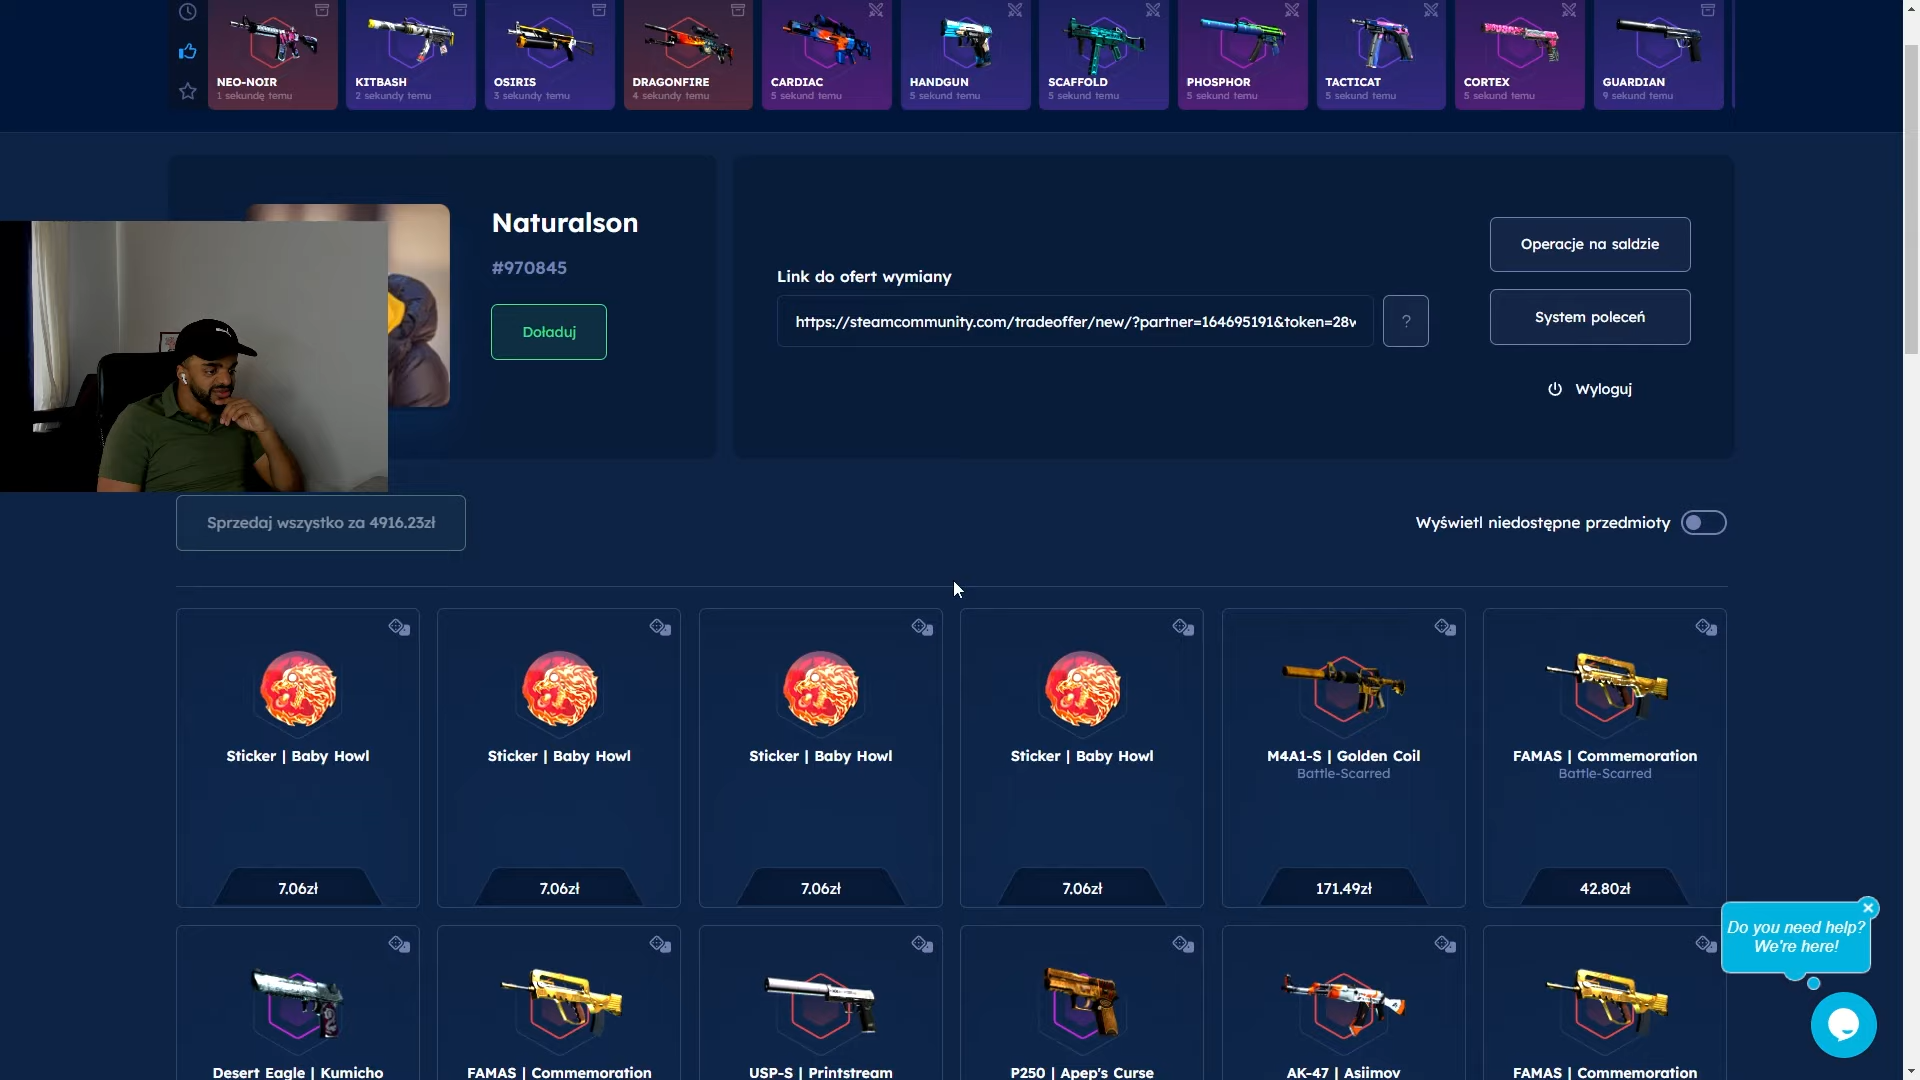 NEO-NOIR
1 sekundę temu
KITBASH
2 sekundy temu
OSIRIS
3 sekundy temu
DRAGONFIRE
4 sekundy temu
CARDIAC
5 sekund temu
HANDGUN
5 sekund temu
SCAFFOLD
5 sekund temu
PHOSPHOR
5 sekund temu
TACTICAT
5 sekund temu
CORTEX
5 sekund temu
GUARDIAN
9 sekund temu
Naturalson
#970845
Doładuj
Link do ofert wymiany
https://steamcommunity.com/tradeoffer/new/?partner=164695191&token=28v
?
Operacje na saldzie
System poleceń
Wyloguj
Sprzedaj wszystko za 4916.23zł
Wyświetl niedostępne przedmioty
Sticker | Baby Howl
7.06zł
Sticker | Baby Howl
7.06zł
Sticker | Baby Howl
7.06zł
Sticker | Baby Howl
7.06zł
M4A1-S | Golden Coil
Battle-Scarred
171.49zł
FAMAS | Commemoration
Battle-Scarred
42.80zł
Do you need help?
We're here!
Desert Eagle | Kumicho
FAMAS | Commemoration
USP-S | Printstream
P250 | Apep's Curse
AK-47 | Asiimov
FAMAS | Commemoration